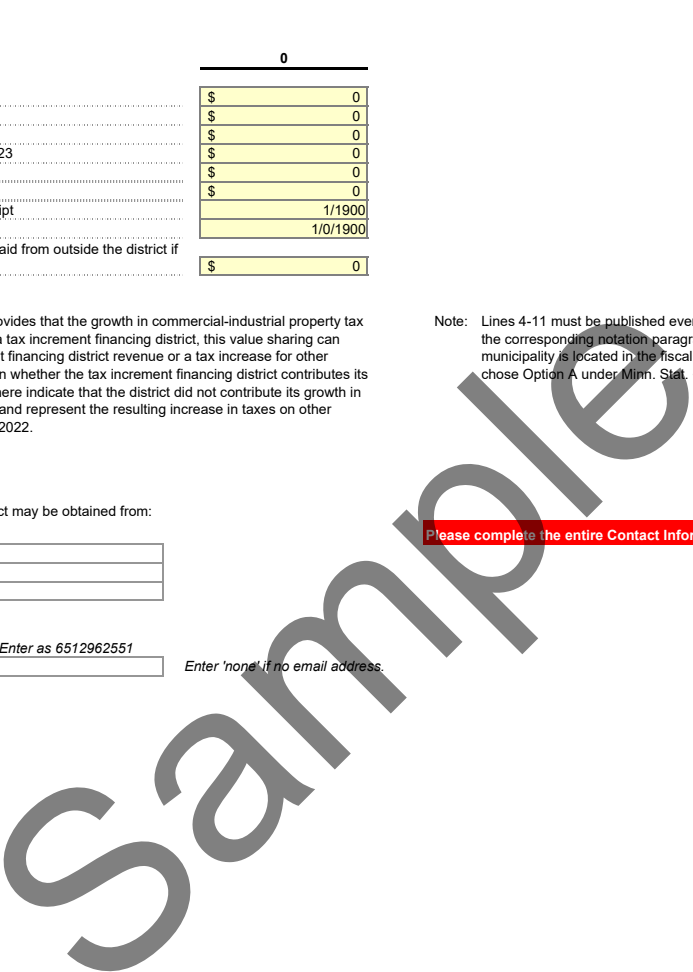 0
$ 0
$ 0
$ 0
23 $ 0
$ 0
$ 0
ipt 1/1900
1/0/1900
aid from outside the district if
$ 0
ovides that the growth in commercial-industrial property tax
a tax increment financing district, this value sharing can
t financing district revenue or a tax increase for other
n whether the tax increment financing district contributes its
here indicate that the district did not contribute its growth in
and represent the resulting increase in taxes on other
2022.
Note: Lines 4-11 must be published ever
the corresponding notation paragr
municipality is located in the fiscal
chose Option A under Minn. Stat.
ct may be obtained from:
Please complete the entire Contact Infor
Enter as 6512962551
Enter 'none' if no email address.
Sample